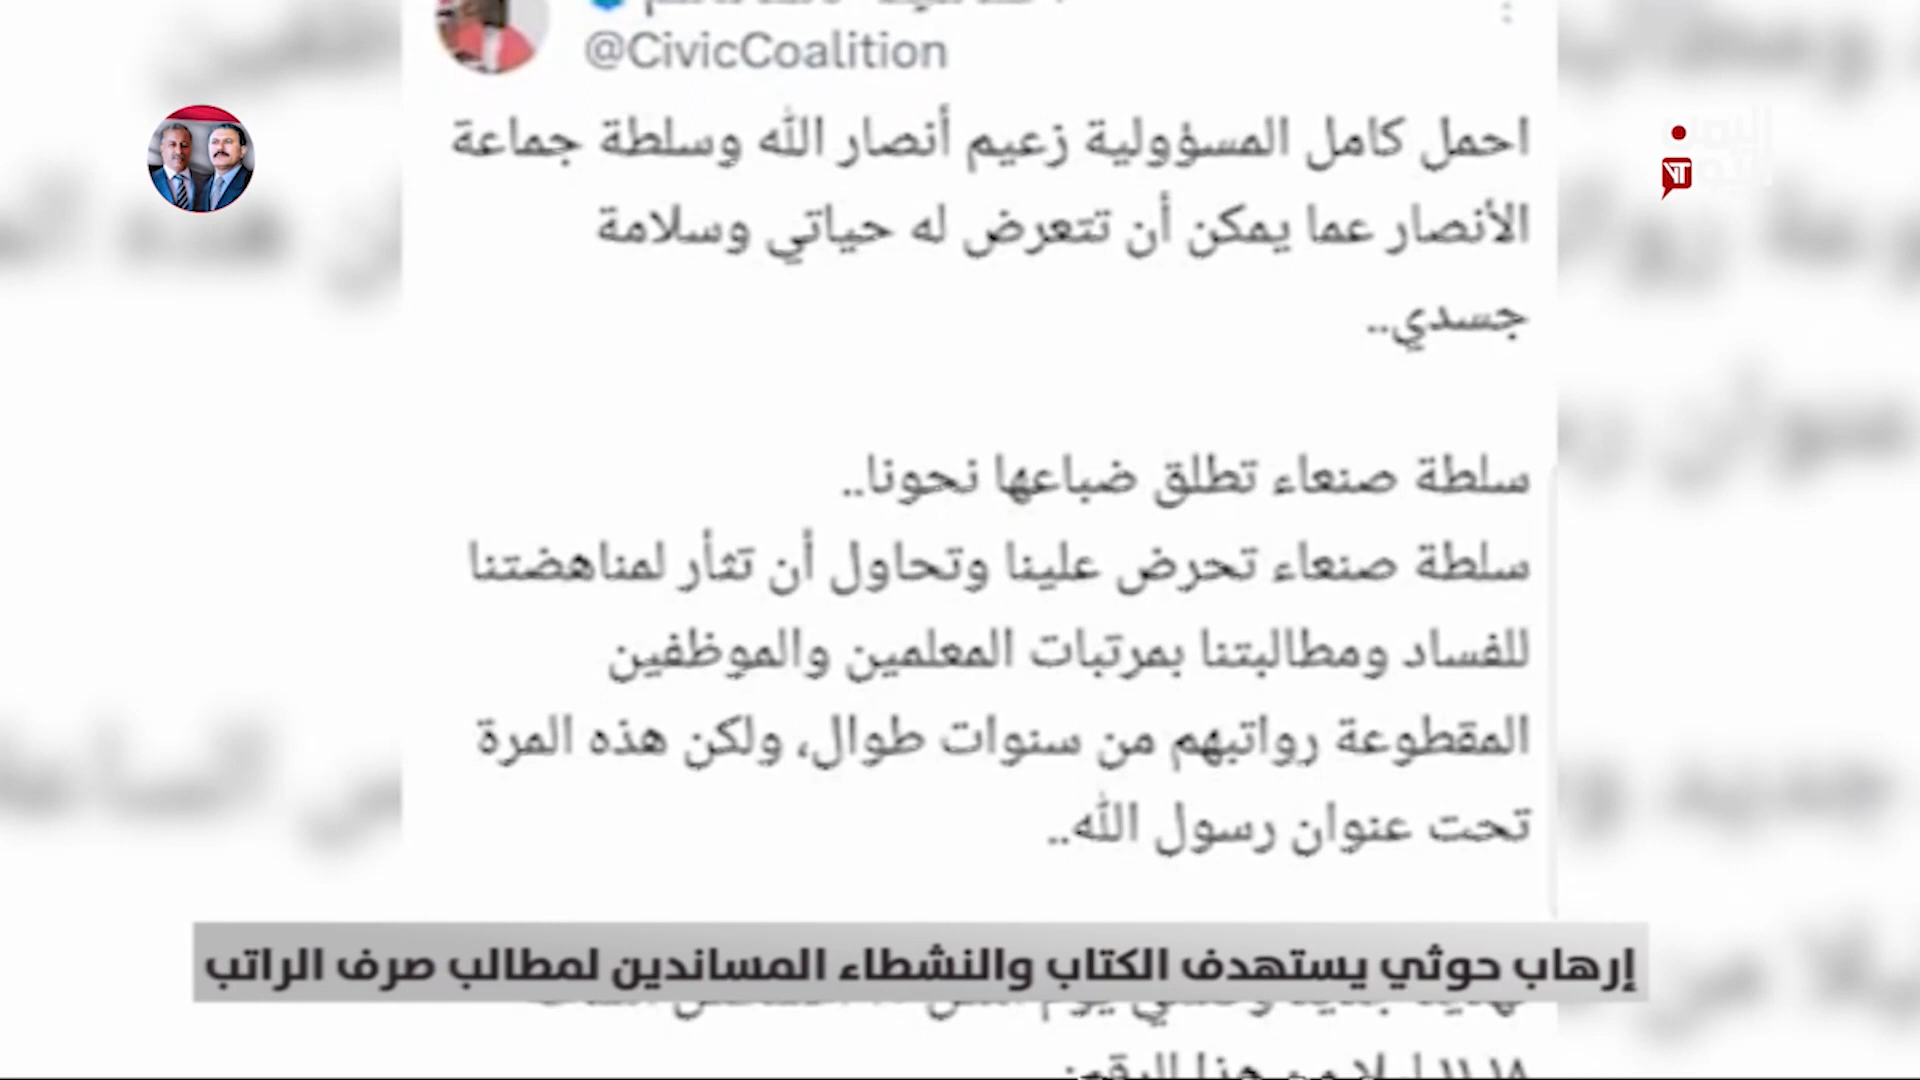 @CivicCoalition
احمل كامل المسؤولية زعيم أنصار الله وسلطة جماعة
الأنصار عما يمكن أن تتعرض له حياتي وسلامة
جسدي..
سلطة صنعاء تطلق ضباعها نحونا..
سلطة صنعاء تحرض علينا وتحاول أن تثأر لمناهضتنا
للفساد ومطالبتنا بمرتبات المعلمين والموظفين
المقطوعة رواتبهم من سنوات طوال، ولكن هذه المرة
تحت عنوان رسول الله..
إرهاب حوثي يستهدف الكتاب والنشطاء المساندين لمطالب صرف الراتب